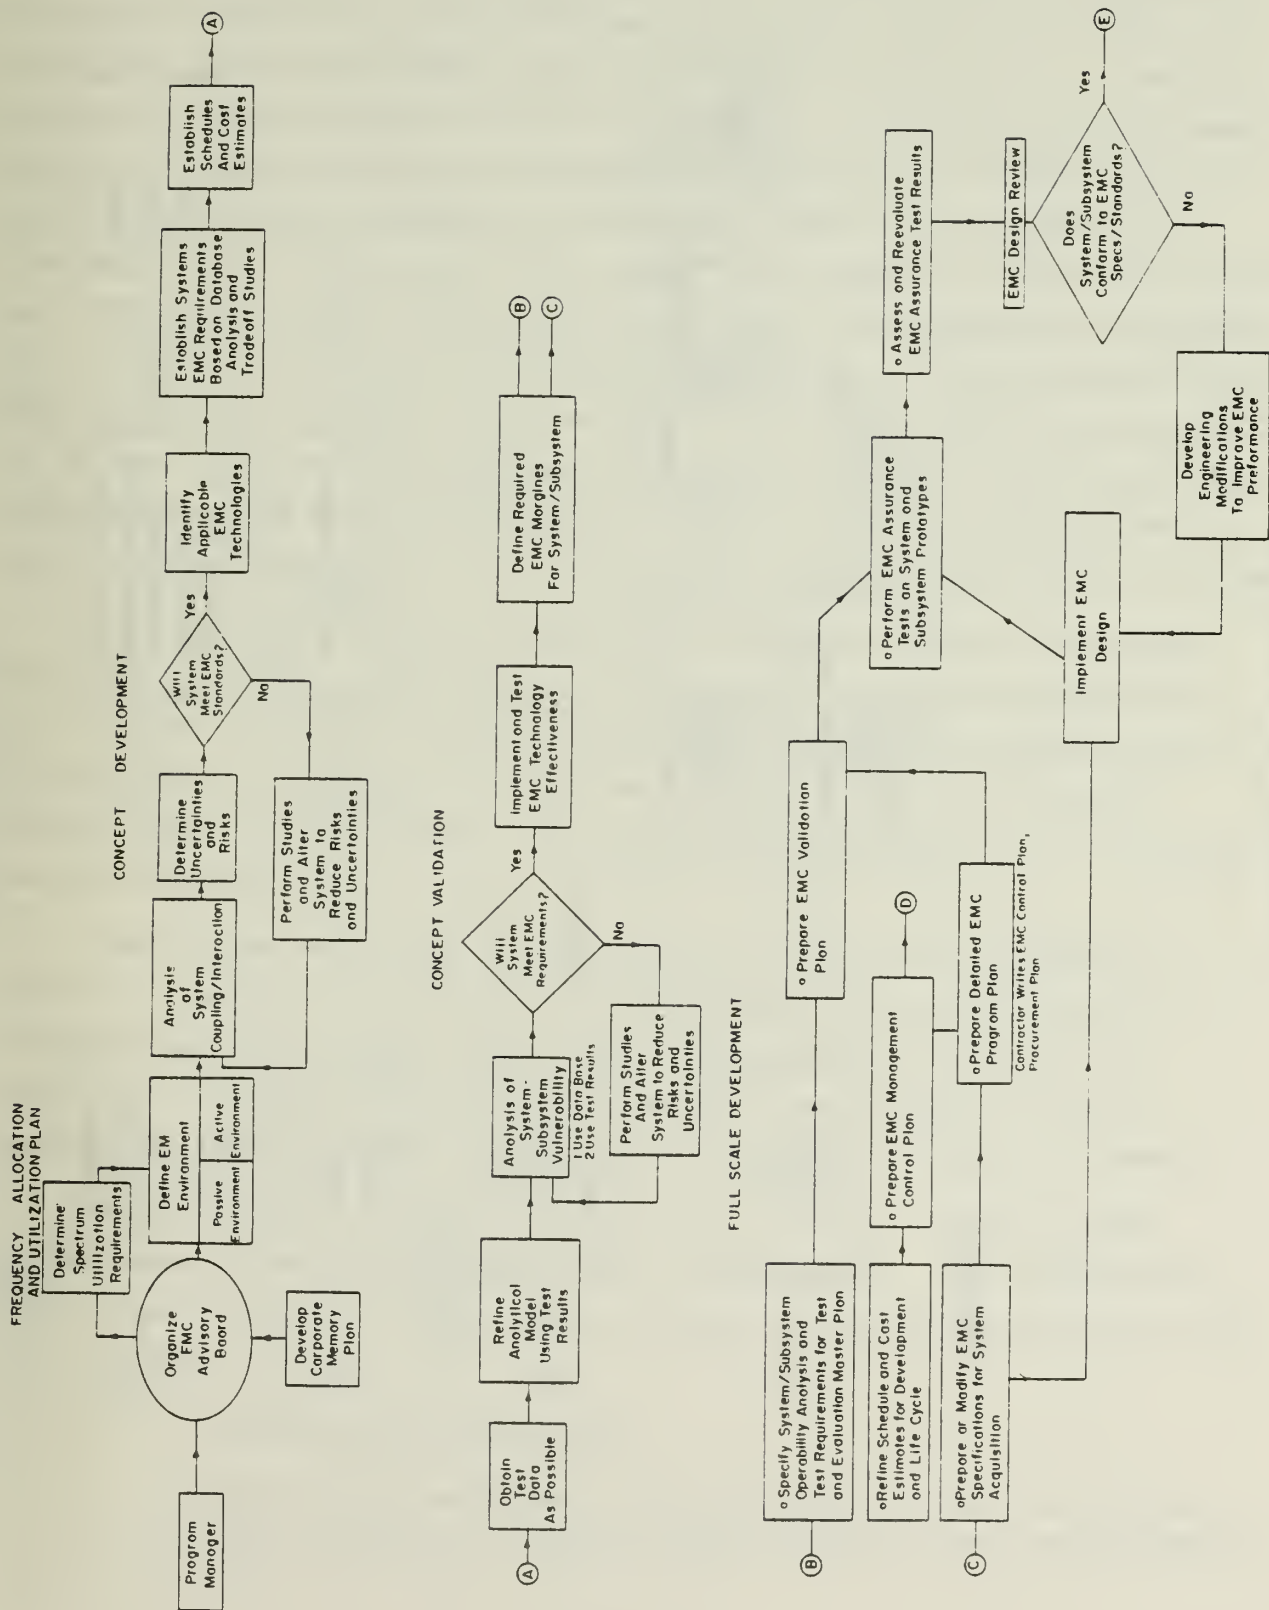 FREQUENCY ALLOCATION
AND UTILIZATION PLAN
Program
Manager
Organize
EMC
Advisory
Board
Develop
Corporate
Memory
Plan
Determine
Spectrum
Utilization
Requirements
Define EM
Environment
Passive
Environment
Active
Environment
Analysis
of
System
Coupling/Interaction
CONCEPT DEVELOPMENT
Determine
Uncertainties
and
Risks
Will
System
Meet EMC
Standards?
Yes
No
Perform Studies
and Alter
System to
Reduce Risks
and Uncertainties
Identify
Applicable
EMC
Technologies
Establish Systems
EMC Requirements
Based on Database
Analysis and
Tradeoff Studies
Establish
Schedules
And Cost
Estimates
A
CONCEPT VALIDATION
A
Obtain
Test
Data
As Possible
Refine
Analytical
Model
Using Test
Results
Analysis of
System-
Subsystem
Vulnerability
1 Use Data Base
2 Use Test Results
Will
System
Meet EMC
Requirements?
Yes
No
Perform Studies
And Alter
System to Reduce
Risks and
Uncertainties
Implement and Test
EMC Technology
Effectiveness
Define Required
EMC Morgines
For System/Subsystem
B
C
FULL SCALE DEVELOPMENT
B
o Specify System/Subsystem
Operability Analysis and
Test Requirements for Test
and Evaluation Master Plan
o Refine Schedule and Cost
Estimates for Development
and Life Cycle
C
o Prepare or Modify EMC
Specifications for System
Acquisition
o Prepare EMC Management
Control Plan
D
o Prepare EMC Validation
Plan
o Prepare Detailed EMC
Program Plan
Contractor Writes EMC Control Plan,
Procurement Plan
Implement EMC
Design
o Perform EMC Assurance
Tests on System and
Subsystem Prototypes
o Assess and Reevaluate
EMC Assurance Test Results
EMC Design Review
Does
System/Subsystem
Conform to EMC
Specs/Standards?
Yes
E
No
Develop
Engineering
Modifications
To Improve EMC
Preformance